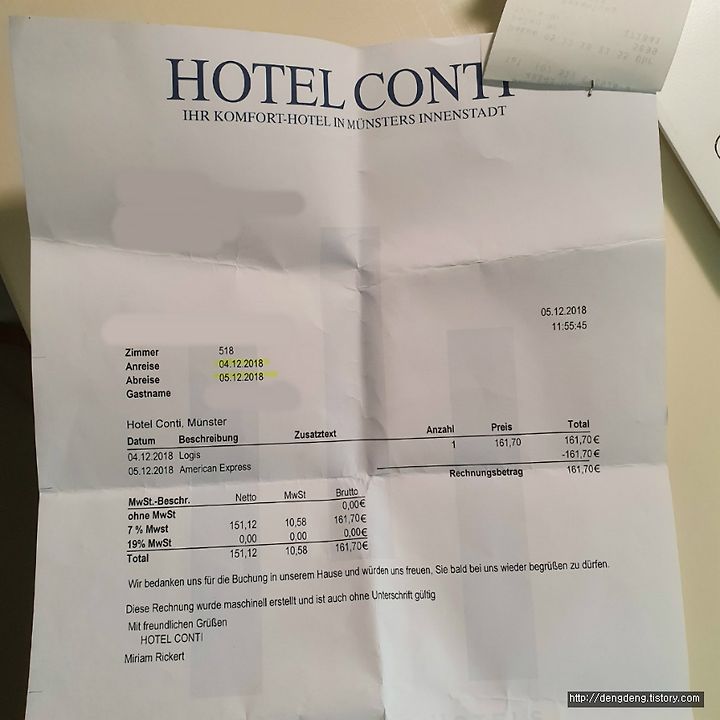 HOTEL CONTI
IHR KOMFORT-HOTEL IN MÜNSTERS INNENSTADT
05.12.2018
11:55:45
Zimmer 518
Anreise 04.12.2018
Abreise 05.12.2018
Gastname
Hotel Conti, Münster
Datum Beschreibung Zusatztext Anzahl Preis Total
04.12.2018 Logis 1 161,70 161,70 €
05.12.2018 American Express -161,70 €
Rechnungsbetrag 161,70€
MwSt.-Beschr. Netto MwSt Brutto
ohne MwSt 0,00€
7 % Mwst 151,12 10,58 161,70€
19% MwSt 0,00 0,00 0,00€
Total 151,12 10,58 161,70€
Wir bedanken uns für die Buchung in unserem Hause und würden uns freuen, Sie bald bei uns wieder begrüßen zu dürfen.
Diese Rechnung wurde maschinell erstellt und ist auch ohne Unterschrift gültig
Mit freundlichen Grüßen
HOTEL CONTI
Miriam Rickert
http://dengdeng.tistory.com